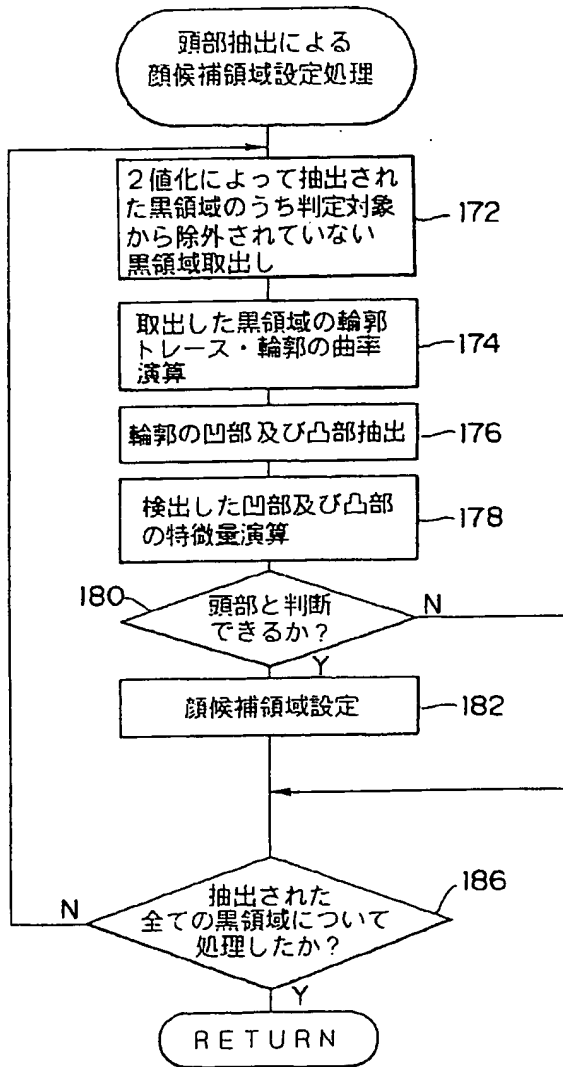 頭部抽出による
顔候補領域設定処理
2値化によって抽出され
た黒領域のうち判定対象
から除外されていない
黒領域取出し
172
取出した黒領域の輪郭
トレース・輪郭の曲率
演算
174
輪郭の凹部及び凸部抽出
176
検出した凹部及び凸部
の特徴量演算
178
180
頭部と判断
できるか?
N
Y
顔候補領域設定
182
抽出された
全ての黒領域について
処理したか?
186
N
Y
RETURN